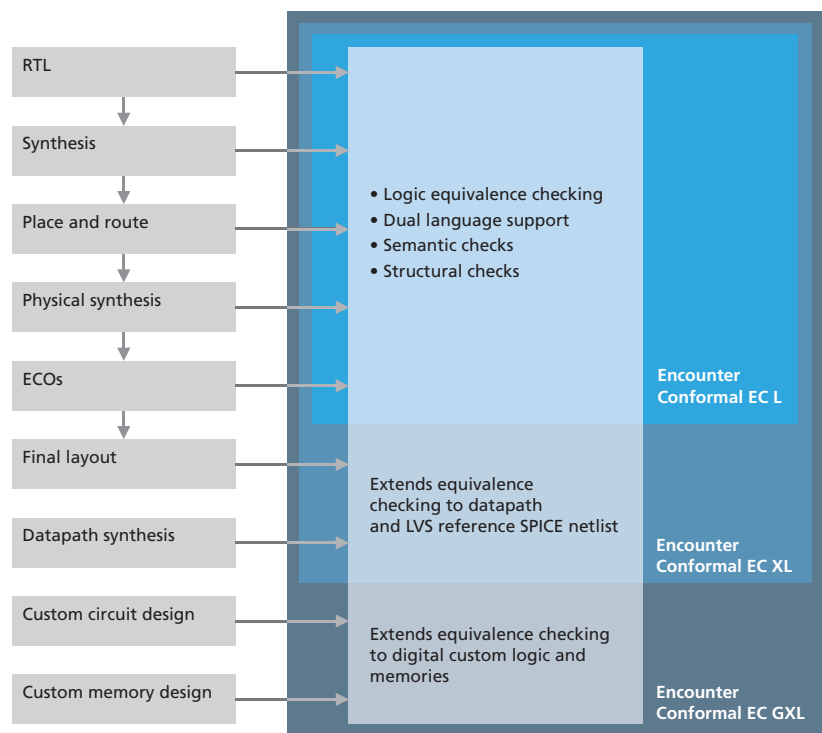 RTL
Synthesis
Place and route
Physical synthesis
ECOs
Final layout
Datapath synthesis
Custom circuit design
Custom memory design
• Logic equivalence checking
• Dual language support
• Semantic checks
• Structural checks
Encounter
Conformal EC L
Extends equivalence
checking to datapath
and LVS reference SPICE netlist
Encounter
Conformal EC XL
Extends equivalence checking
to digital custom logic and
memories
Encounter
Conformal EC GXL